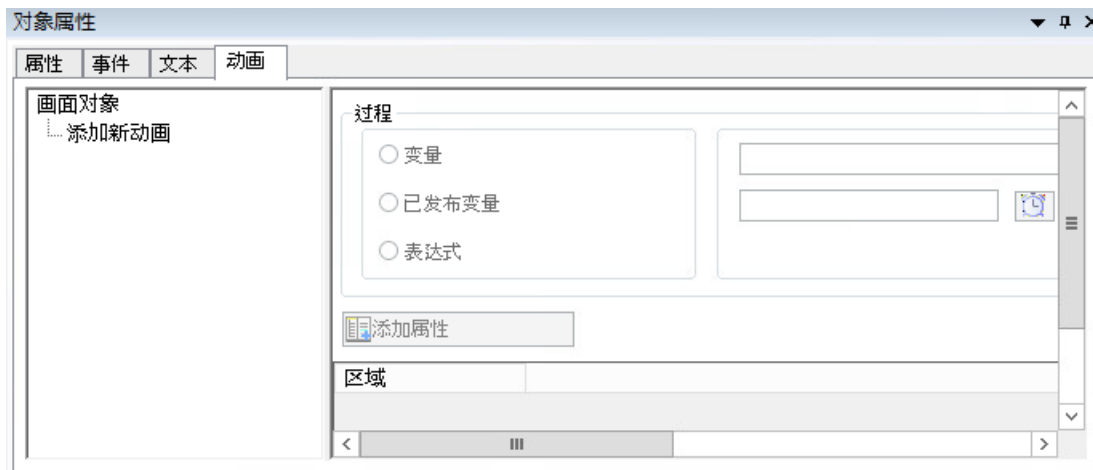 对象属性
属性 事件 文本 动画
画面对象
添加新动画
过程
变量
已发布变量
表达式
添加属性
区域